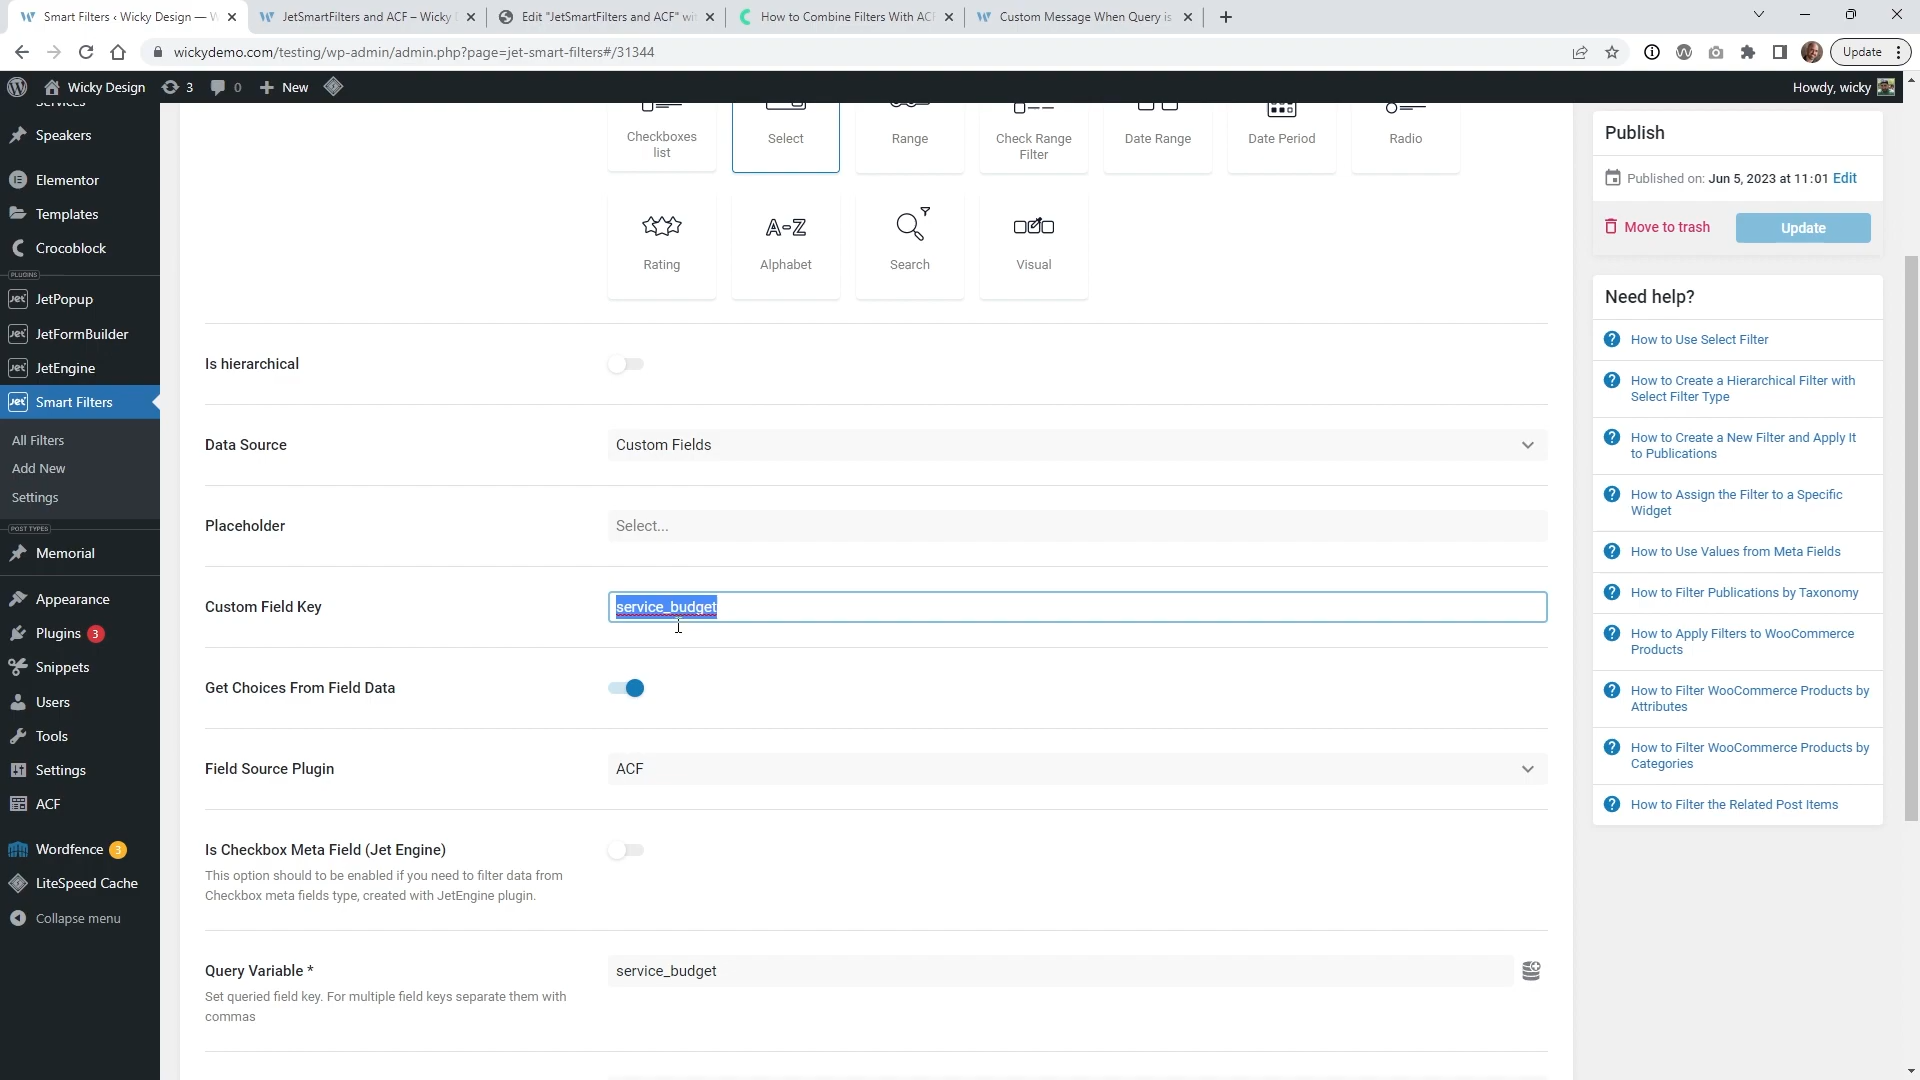 Smart Filters ‹ Wicky Design — W
JetSmartFilters and ACF – Wicky D
Edit "JetSmartFilters and ACF" wit
How to Combine Filters With ACF
Custom Message When Query is
wickydemo.com/testing/wp-admin/admin.php?page=jet-smart-filters#/31344
Update
Wicky Design
3
0
New
Howdy, wicky
Services
Speakers
Elementor
Templates
Crocoblock
PLUGINS
JetPopup
JetFormBuilder
JetEngine
Smart Filters
All Filters
Add New
Settings
POST TYPES
Memorial
Appearance
Plugins 3
Snippets
Users
Tools
Settings
ACF
Wordfence 3
LiteSpeed Cache
Collapse menu
Checkboxes
list
Select
Range
Check Range
Filter
Date Range
Date Period
Radio
Rating
A-Z
Alphabet
Search
Visual
Is hierarchical
Data Source
Custom Fields
Placeholder
Select...
Custom Field Key
service_budget
Get Choices From Field Data
Field Source Plugin
ACF
Is Checkbox Meta Field (Jet Engine)
This option should to be enabled if you need to filter data from
Checkbox meta fields type, created with JetEngine plugin.
Query Variable *
service_budget
Set queried field key. For multiple field keys separate them with
commas
Publish
Published on: Jun 5, 2023 at 11:01 Edit
Move to trash
Update
Need help?
How to Use Select Filter
How to Create a Hierarchical Filter with
Select Filter Type
How to Create a New Filter and Apply It
to Publications
How to Assign the Filter to a Specific
Widget
How to Use Values from Meta Fields
How to Filter Publications by Taxonomy
How to Apply Filters to WooCommerce
Products
How to Filter WooCommerce Products by
Attributes
How to Filter WooCommerce Products by
Categories
How to Filter the Related Post Items